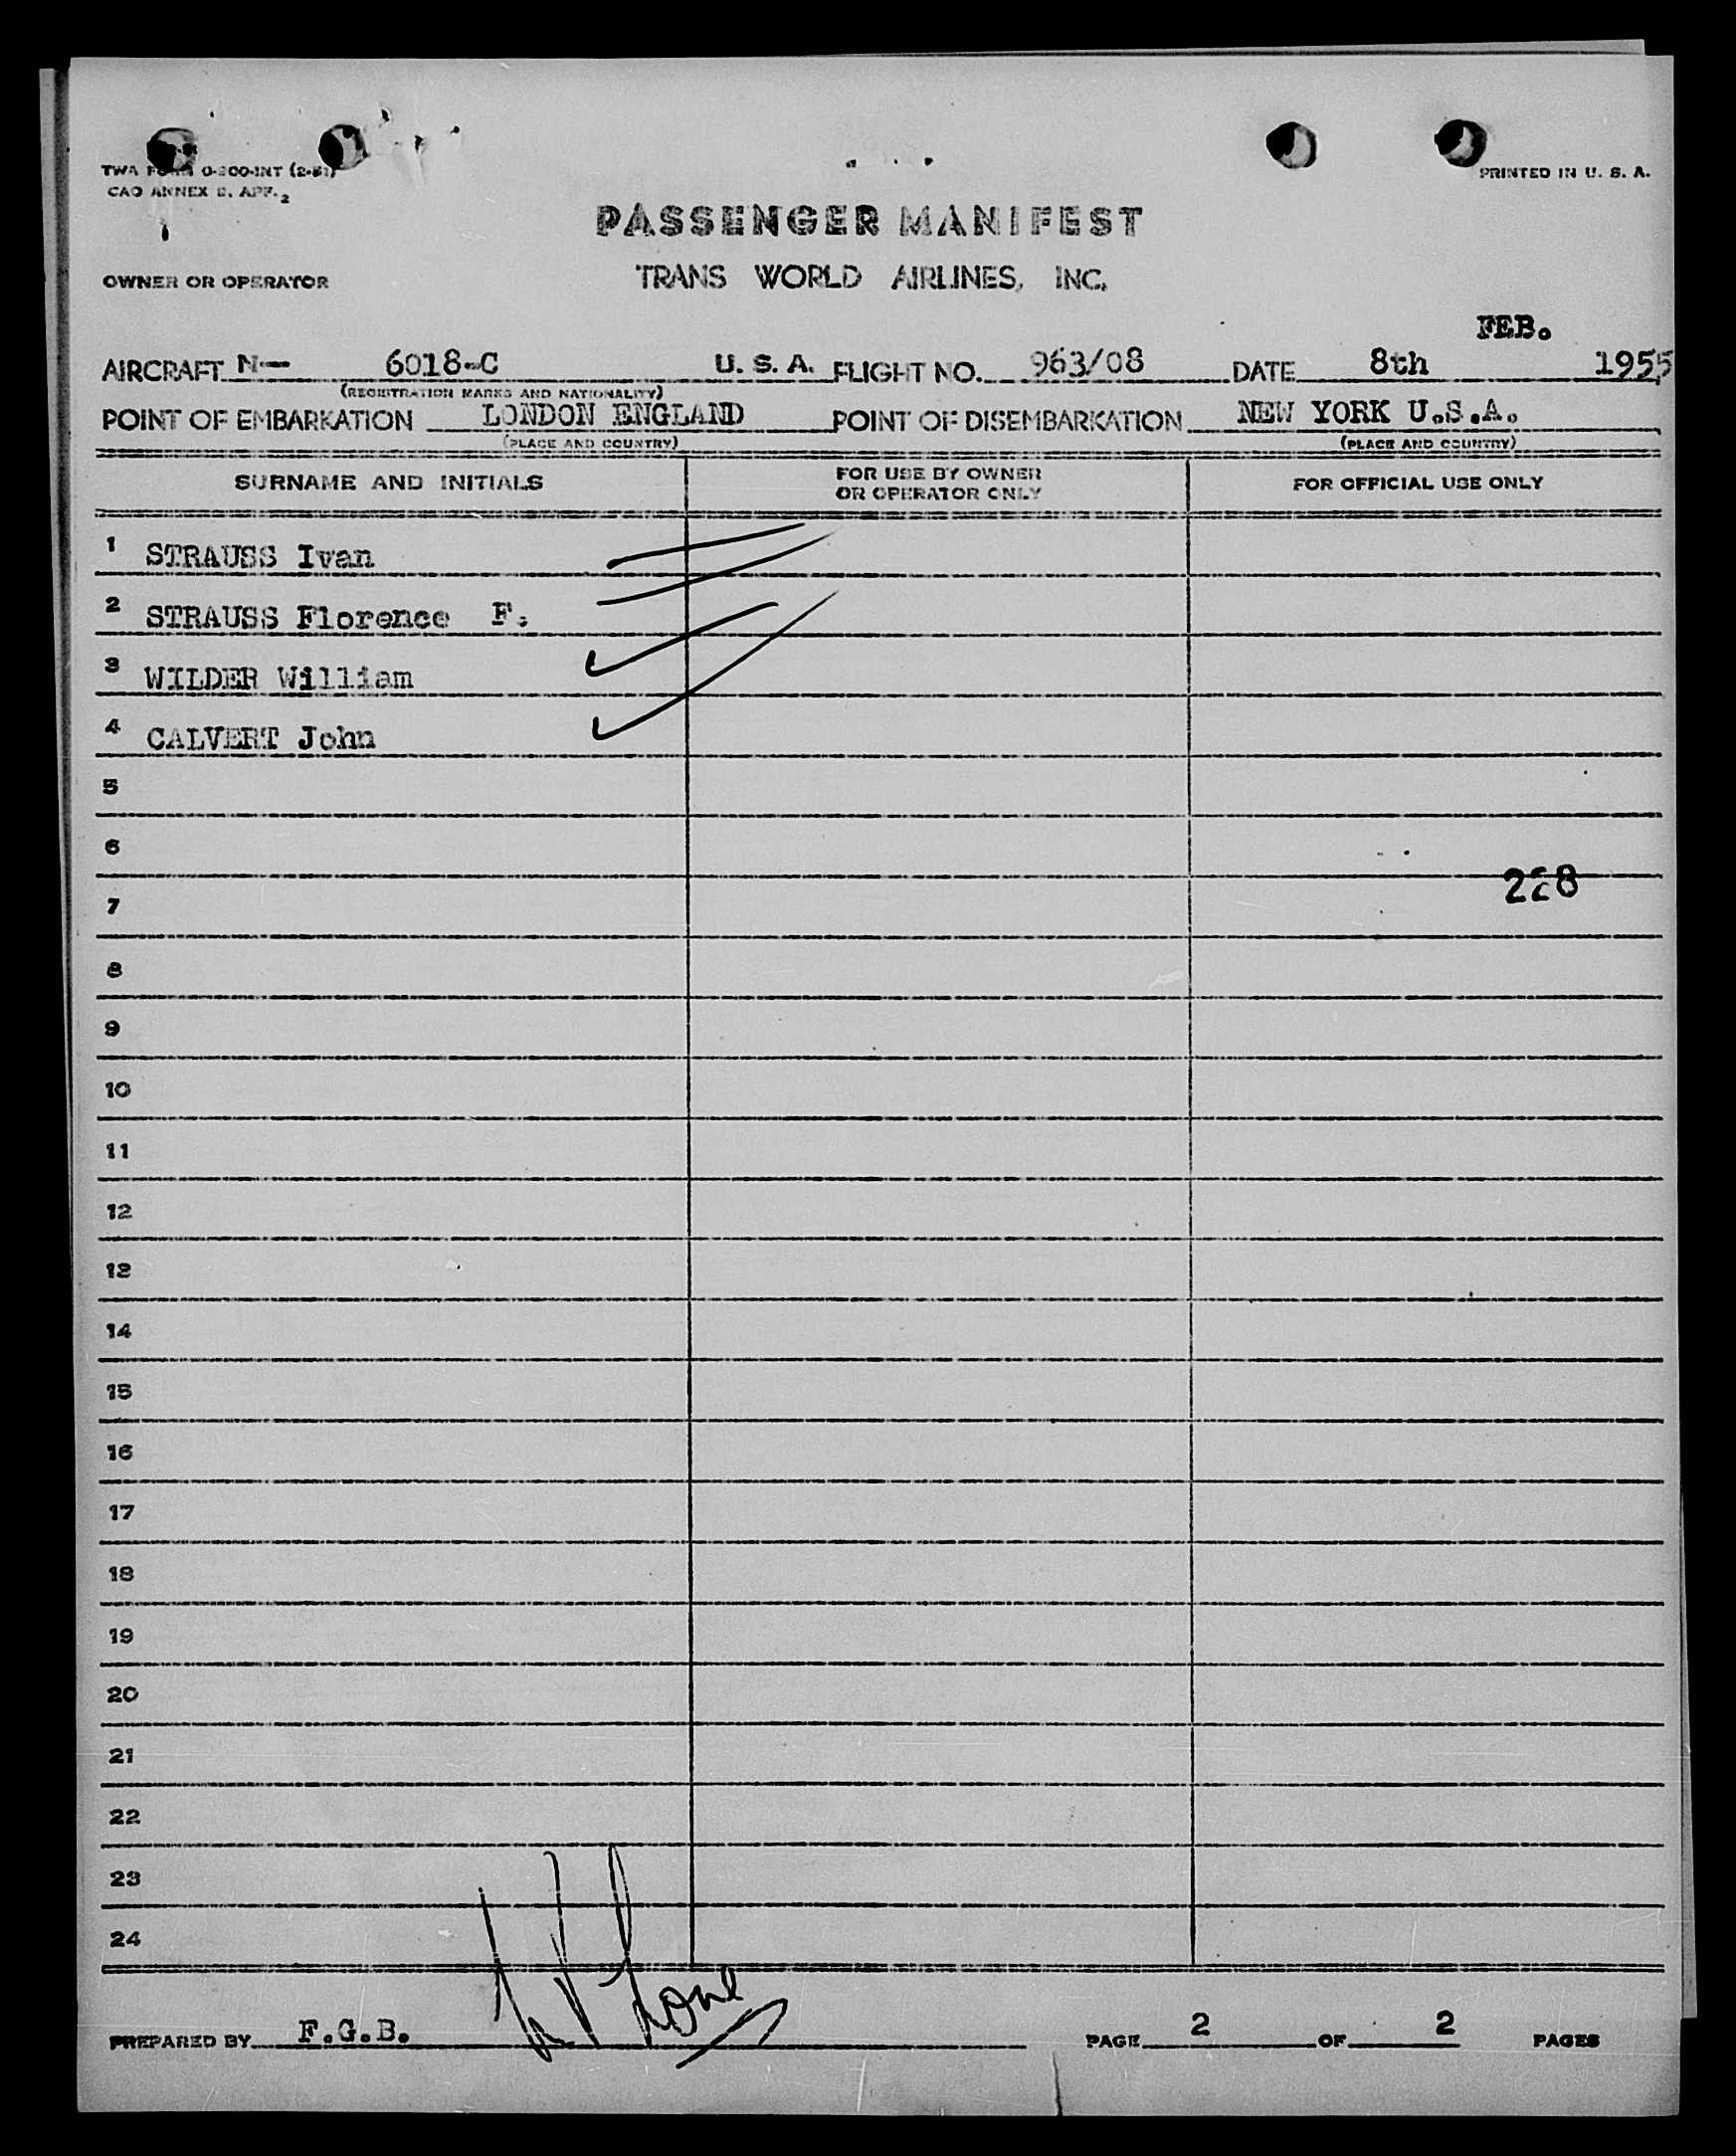 TWA FORM 0-200-INT (2-51)
CAO ANNEX 9, APP. 2
PRINTED IN U. S. A.
PASSENGER MANIFEST
OWNER OR OPERATOR TRANS WORLD AIRLINES, INC.
FEB.
AIRCRAFT N— 6018-C U. S. A. FLIGHT NO. 963/08 DATE 8th 1955
(REGISTRATION MARKS AND NATIONALITY)
POINT OF EMBARKATION LONDON ENGLAND POINT OF DISEMBARKATION NEW YORK U.S.A.
(PLACE AND COUNTRY) (PLACE AND COUNTRY)
SURNAME AND INITIALS FOR USE BY OWNER OR OPERATOR ONLY FOR OFFICIAL USE ONLY
1 STRAUSS Ivan
2 STRAUSS Florence F.
3 WILDER William
4 CALVERT John
5
6
228
7
8
9
10
11
12
13
14
15
16
17
18
19
20
21
22
23
24
PREPARED BY F.G.B. PAGE 2 OF 2 PAGES